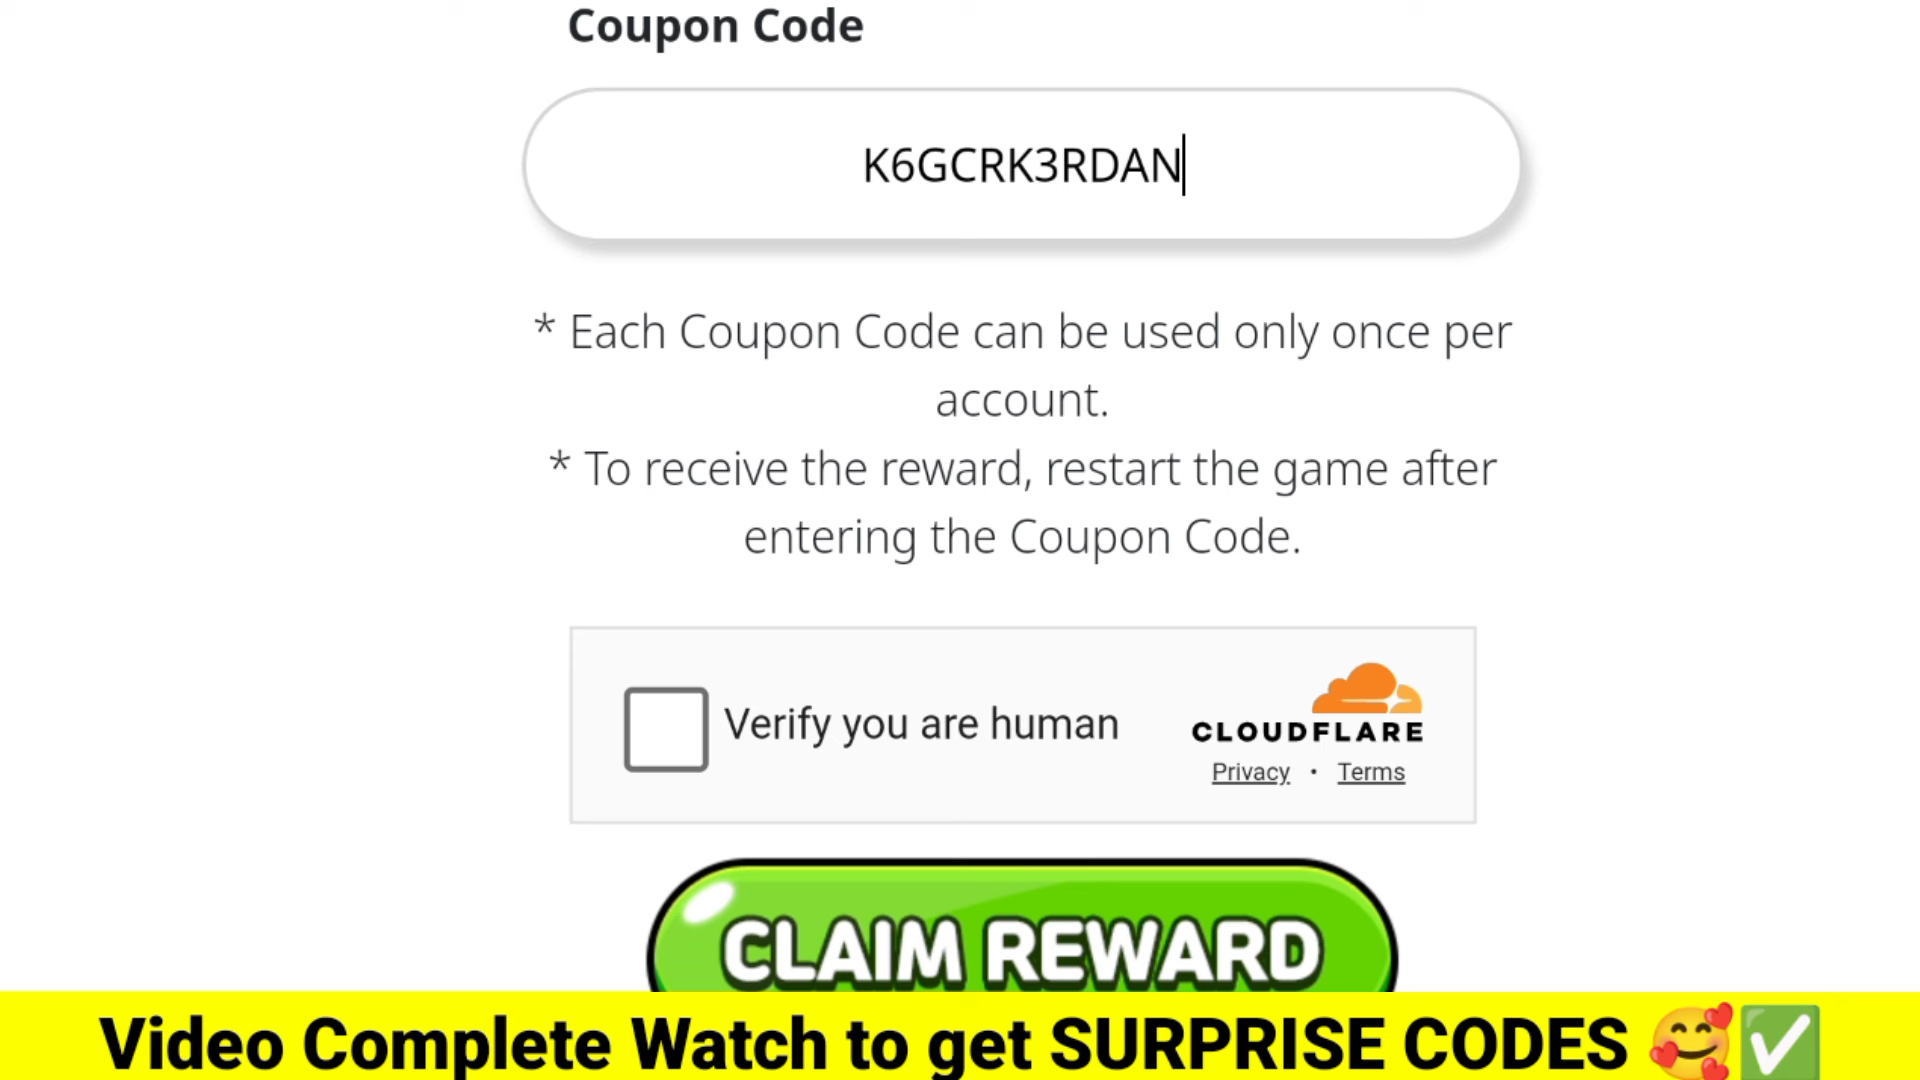 Coupon Code
K6GCRK3RDAN
* Each Coupon Code can be used only once per
account.
* To receive the reward, restart the game after
entering the Coupon Code.
Verify you are human
CLOUDFLARE
Privacy • Terms
CLAIM REWARD
Video Complete Watch to get SURPRISE CODES 🥰✅